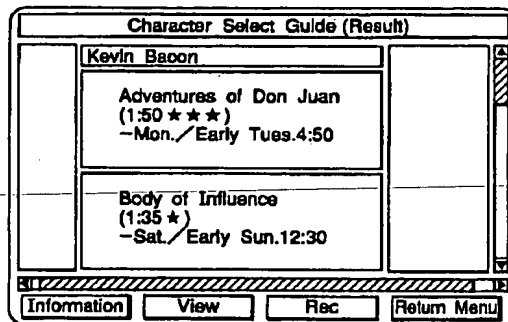 Character Select Guide (Result)
Kevin Bacon
Adventures of Don Juan
(1:50 ★ ★ ★)
—Mon.／Early Tues.4:50
Body of Influence
(1:35 ★)
—Sat.／Early Sun.12:30
Information View Rec Return Menu